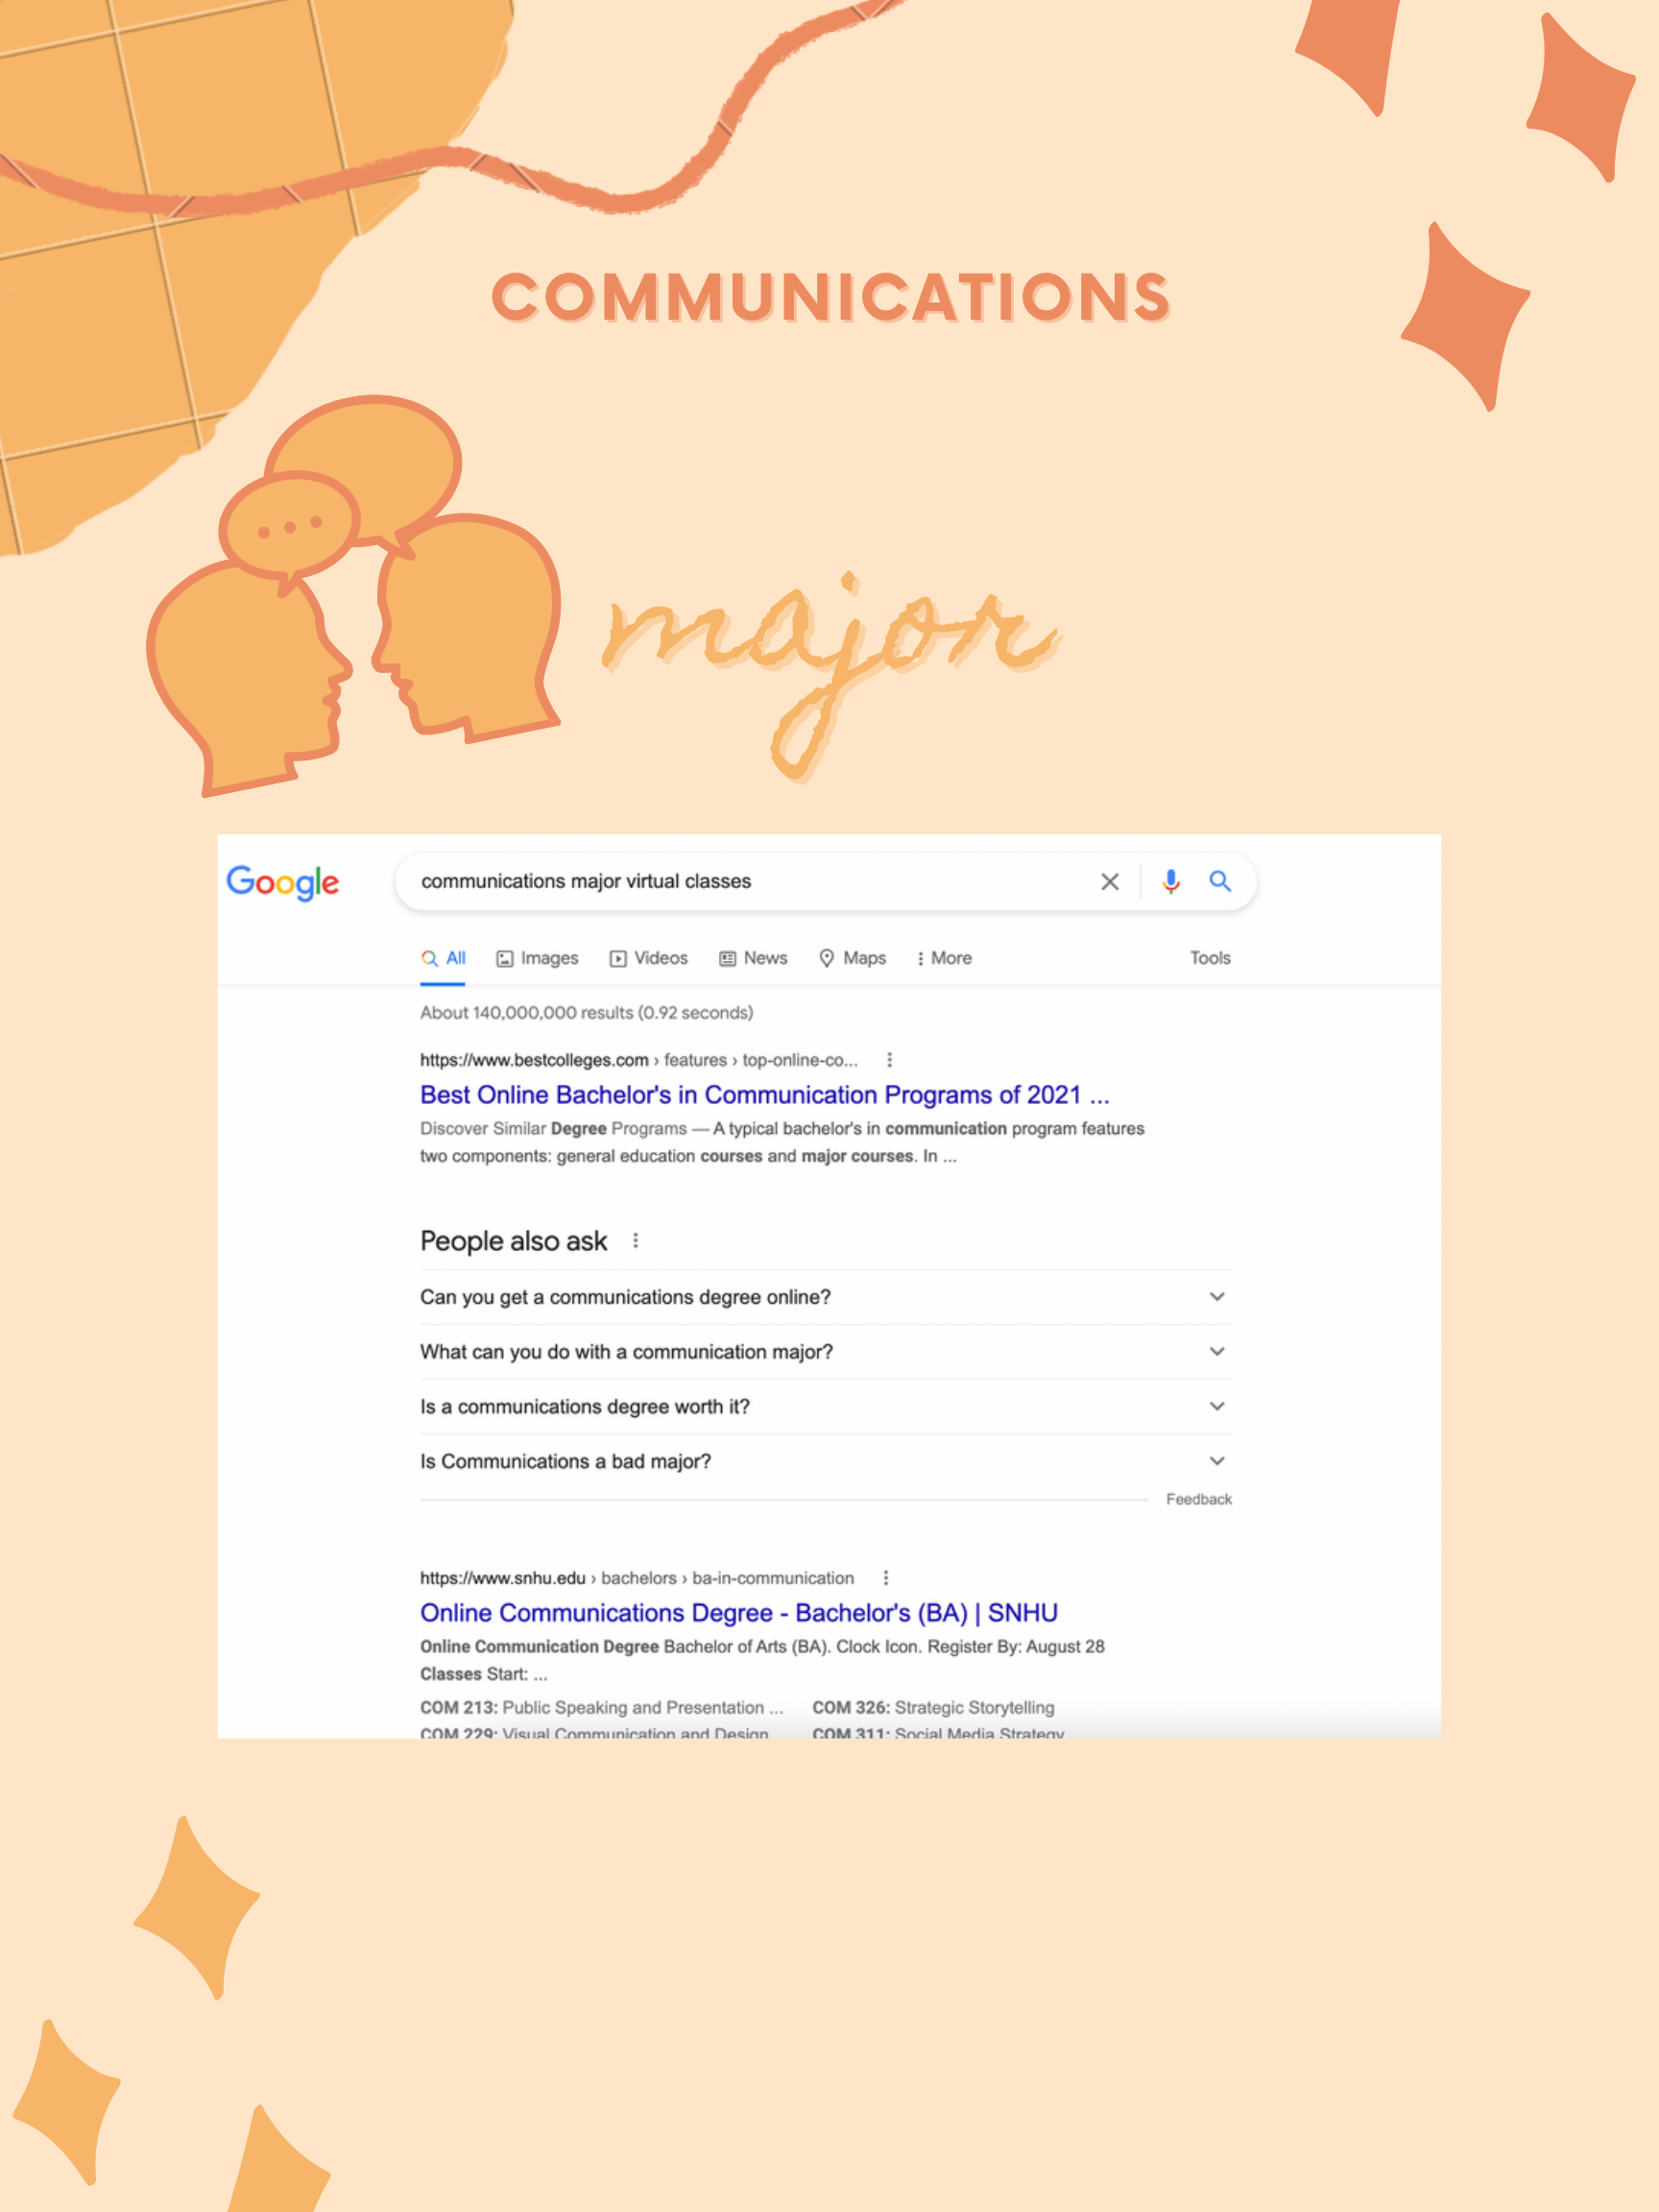 COMMUNICATIONS
major
Google
communications major virtual classes
All Images Videos News Maps More Tools
About 140,000,000 results (0.92 seconds)
https://www.bestcolleges.com › features › top-online-co...
Best Online Bachelor's in Communication Programs of 2021 ...
Discover Similar Degree Programs — A typical bachelor's in communication program features
two components: general education courses and major courses. In ...
People also ask
Can you get a communications degree online?
What can you do with a communication major?
Is a communications degree worth it?
Is Communications a bad major?
Feedback
https://www.snhu.edu › bachelors › ba-in-communication
Online Communications Degree - Bachelor's (BA) | SNHU
Online Communication Degree Bachelor of Arts (BA). Clock Icon. Register By: August 28
Classes Start: ...
COM 213: Public Speaking and Presentation ... COM 326: Strategic Storytelling
COM 229: Visual Communication and Design COM 311: Social Media Strategy